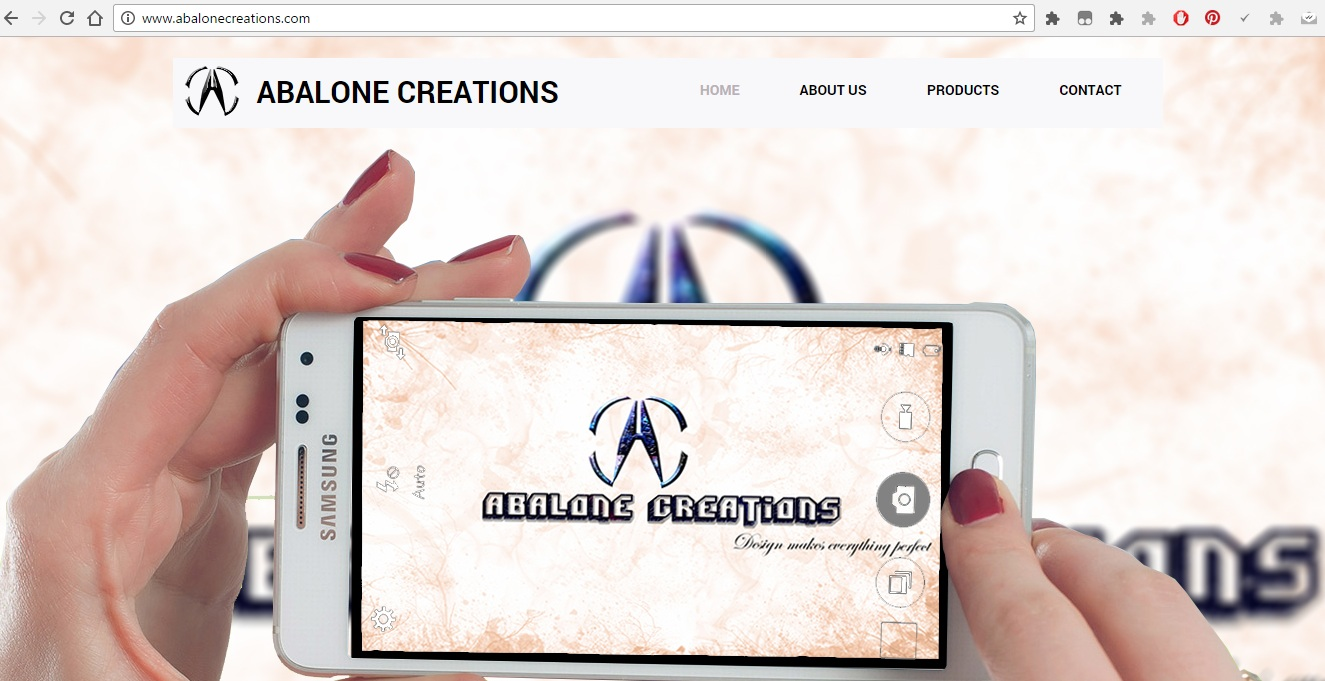 www.abalonecreations.com
ABALONE CREATIONS
HOME
ABOUT US
PRODUCTS
CONTACT
SAMSUNG
Auto
ABALONE CREATiONS
Design makes everything perfect